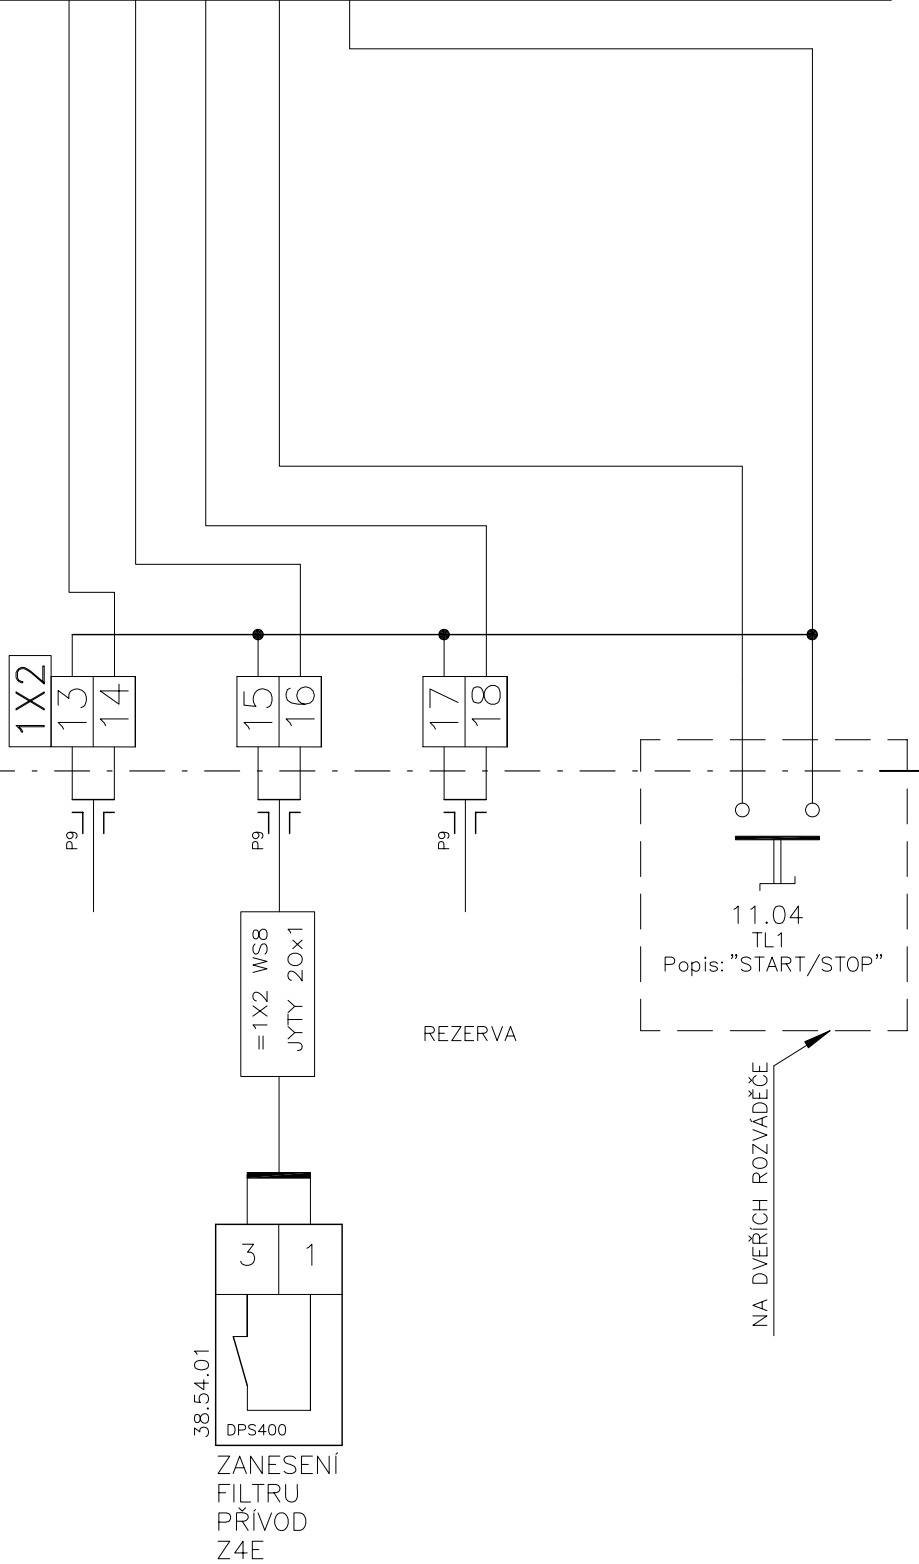 1X2
13
14
15
16
17
18
P9
P9
P9
=1X2 WS8
JYTY 2Ox1
REZERVA
11.04
TL1
Popis: "START/STOP"
NA DVEŘÍCH ROZVÁDĚČE
3
1
38.54.01
DPS400
ZANESENÍ
FILTRU
PŘÍVOD
Z4E